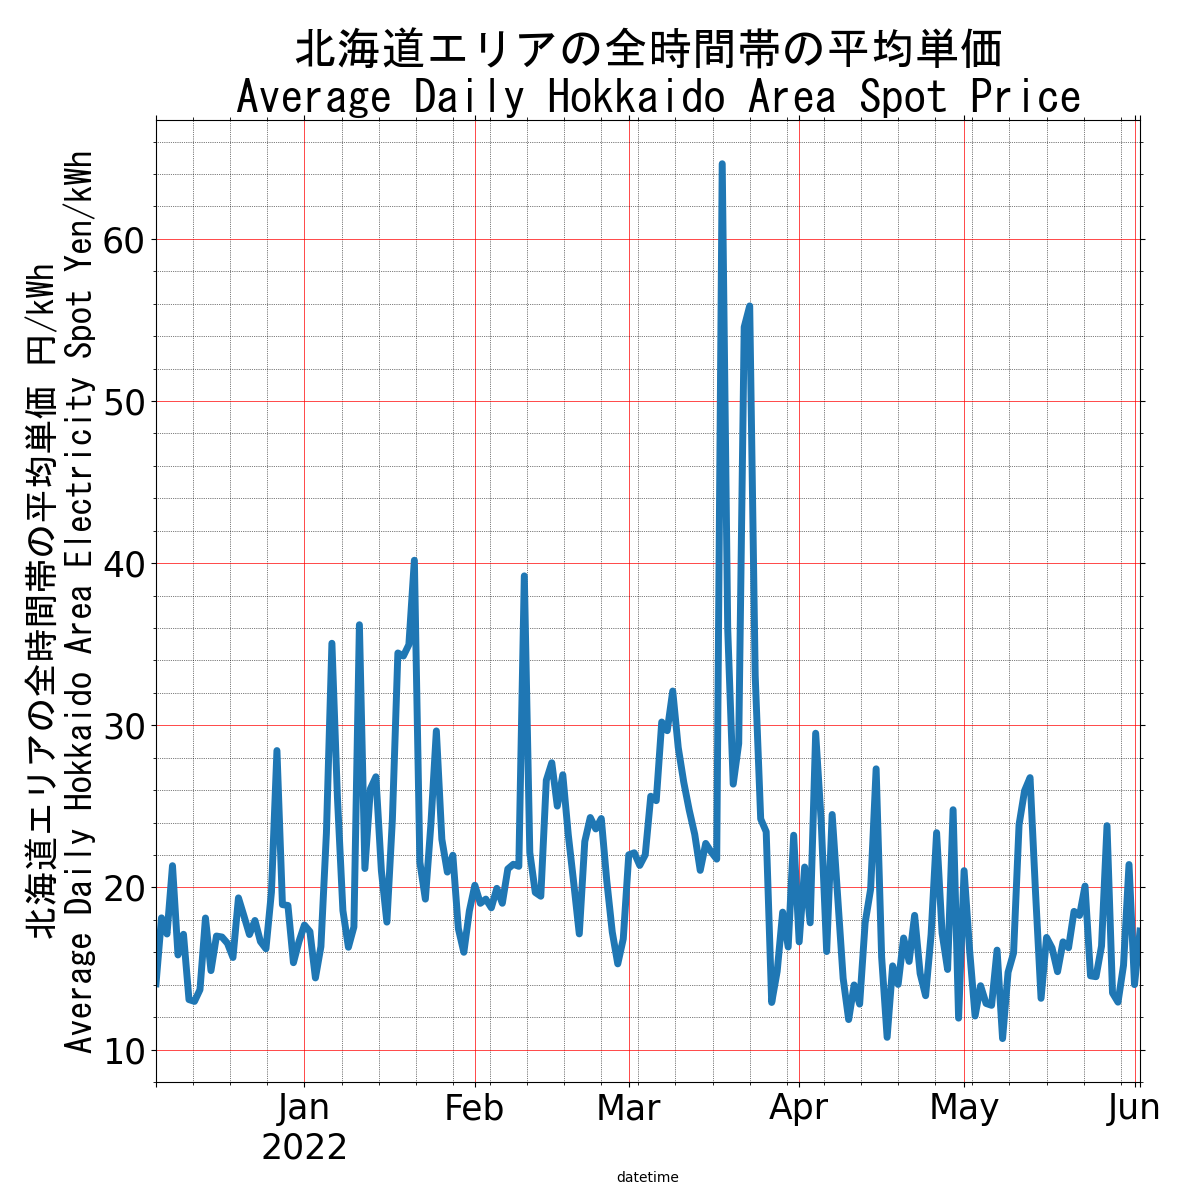 北海道エリアの全時間帯の平均単価
Average Daily Hokkaido Area Spot Price
北海道エリアの全時間帯の平均単価 円/kWh
Average Daily Hokkaido Area Electricity Spot Yen/kWh
60
50
40
30
20
10
Jan
2022
Feb
Mar
Apr
May
Jun
datetime